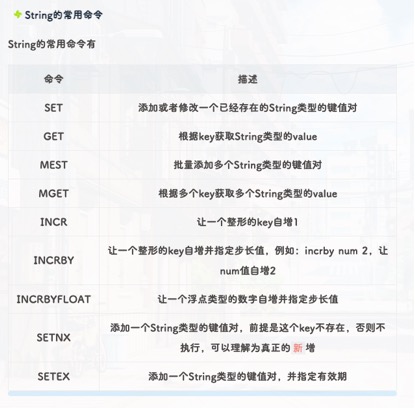 String的常用命令
String的常用命令有
命令 描述
SET 添加或者修改一个已经存在的String类型的键值对
GET 根据key获取String类型的value
MEST 批量添加多个String类型的键值对
MGET 根据多个key获取多个String类型的value
INCR 让一个整形的key自增1
INCRBY 让一个整形的key自增并指定步长值，例如：incrby num 2，让
num值自增2
INCRBYFLOAT 让一个浮点类型的数字自增并指定步长值
SETNX 添加一个String类型的键值对，前提是这个key不存在，否则不
执行，可以理解为真正的 新 增
SETEX 添加一个String类型的键值对，并指定有效期